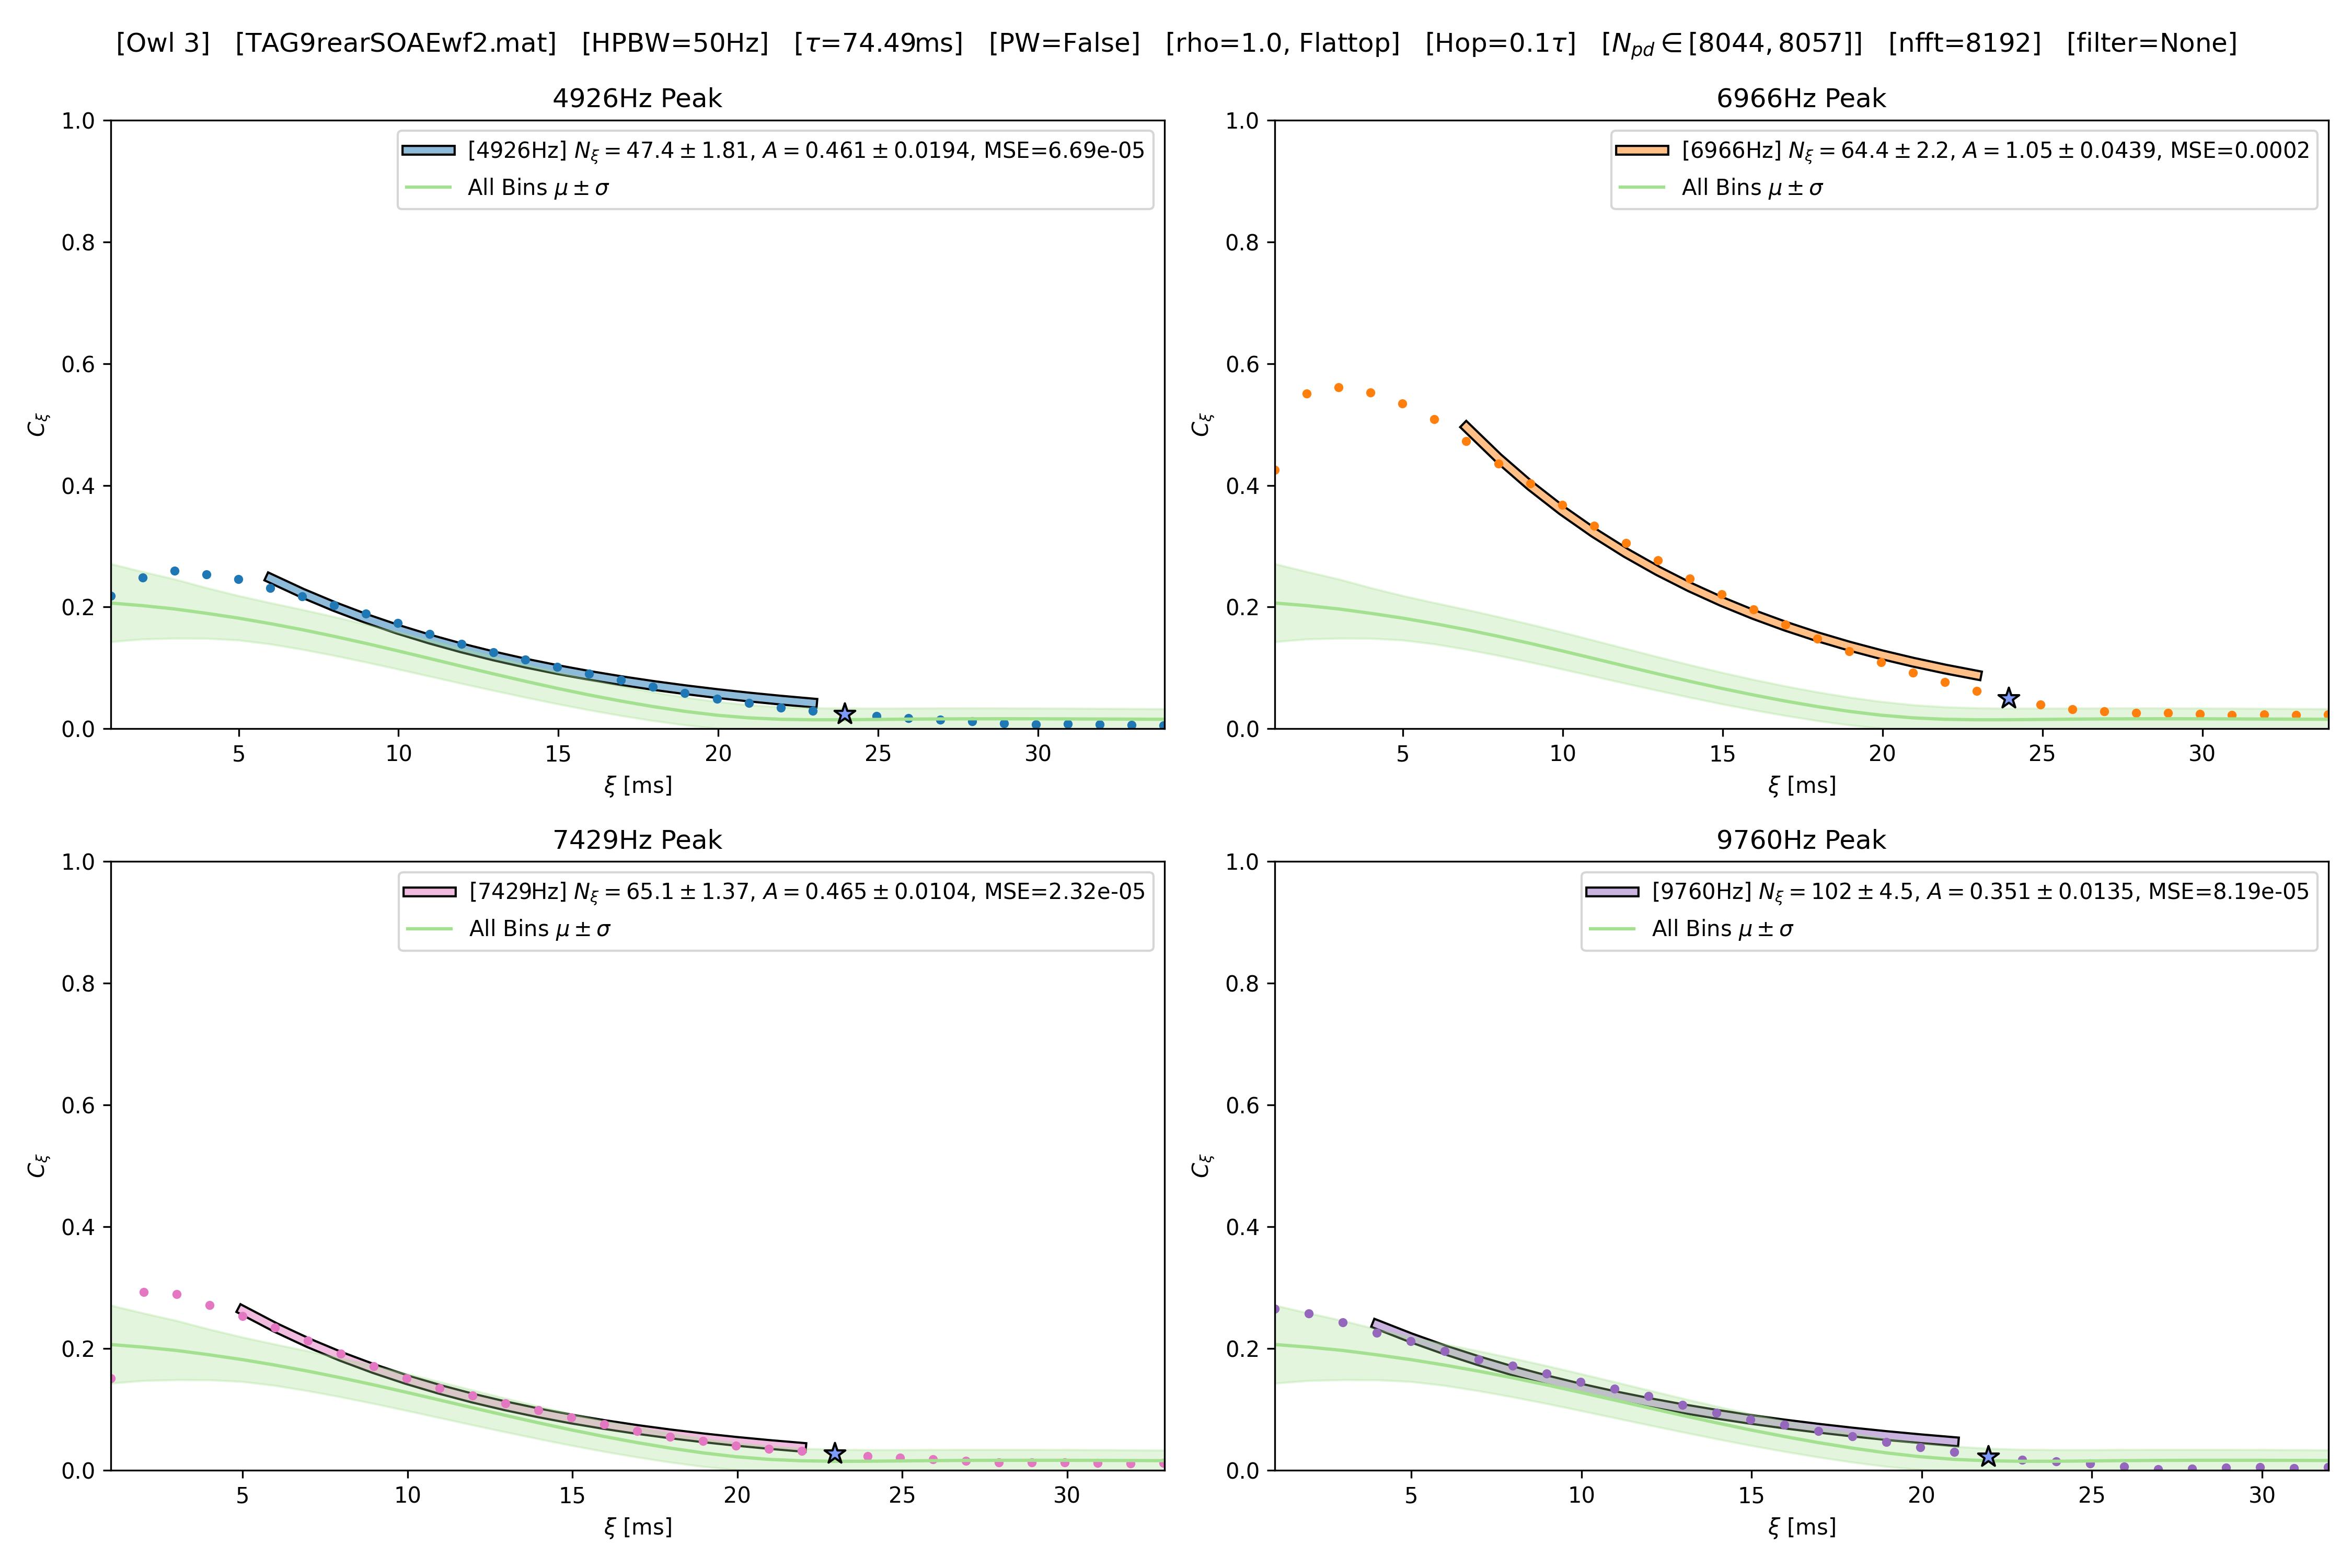 [Owl 3] [TAG9rearSOAEwf2.mat] [HPBW=50Hz] [τ=74.49ms] [PW=False] [rho=1.0, Flattop] [Hop=0.1τ] [N_pd ∈ [8044, 8057]] [nfft=8192] [filter=None]
4926Hz Peak
[4926Hz] N_ξ = 47.4 ± 1.81, A = 0.461 ± 0.0194, MSE=6.69e-05
All Bins μ ± σ
1.0
0.8
0.6
0.4
0.2
0.0
C_ξ
5 10 15 20 25 30
ξ [ms]
6966Hz Peak
[6966Hz] N_ξ = 64.4 ± 2.2, A = 1.05 ± 0.0439, MSE=0.0002
All Bins μ ± σ
1.0
0.8
0.6
0.4
0.2
0.0
C_ξ
5 10 15 20 25 30
ξ [ms]
7429Hz Peak
[7429Hz] N_ξ = 65.1 ± 1.37, A = 0.465 ± 0.0104, MSE=2.32e-05
All Bins μ ± σ
1.0
0.8
0.6
0.4
0.2
0.0
C_ξ
5 10 15 20 25 30
ξ [ms]
9760Hz Peak
[9760Hz] N_ξ = 102 ± 4.5, A = 0.351 ± 0.0135, MSE=8.19e-05
All Bins μ ± σ
1.0
0.8
0.6
0.4
0.2
0.0
C_ξ
5 10 15 20 25 30
ξ [ms]